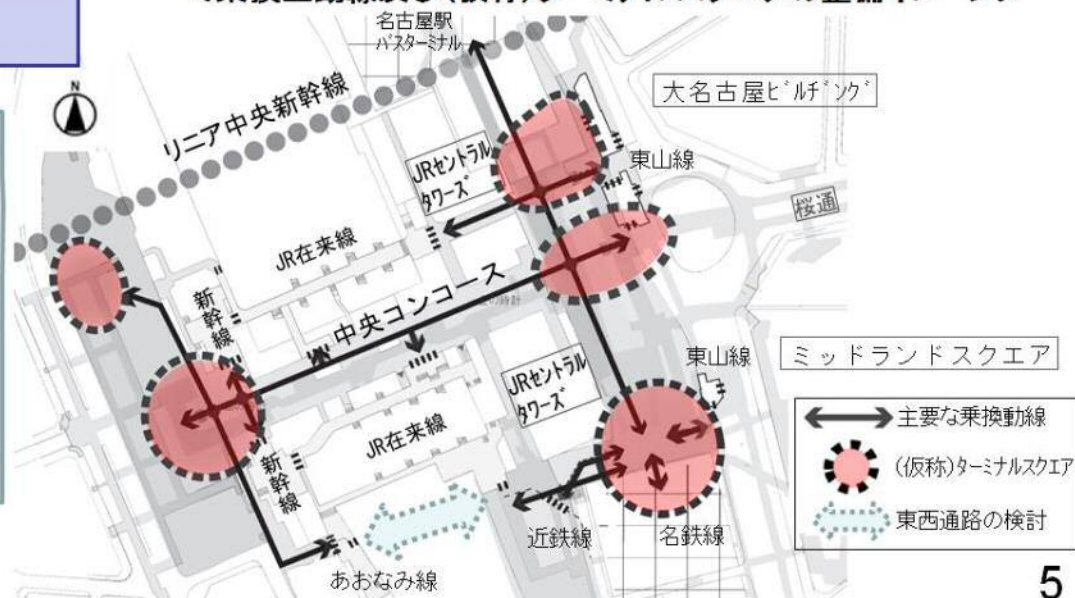 名古屋駅
バスターミナル
N
大名古屋ビルヂング
リニア中央新幹線
JRセントラル
タワーズ
東山線
桜通
JR在来線
新幹線
中央コンコース
東山線
ミッドランドスクエア
JRセントラル
タワーズ
JR在来線
新幹線
近鉄線
名鉄線
あおなみ線
主要な乗換動線
(仮称)ターミナルスクエア
東西通路の検討
5